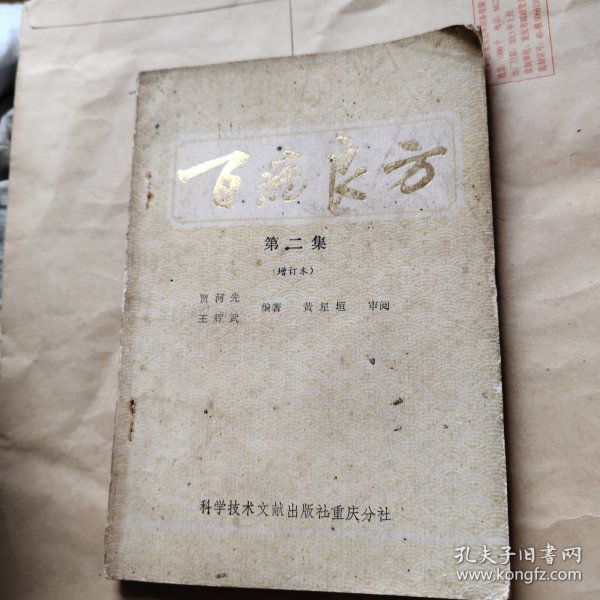 百病良方
第二集
（增订本）
贾河先
王辉武
编著 黄星垣 审阅
科学技术文献出版社重庆分社
孔夫子旧书网
www.kongfz.com